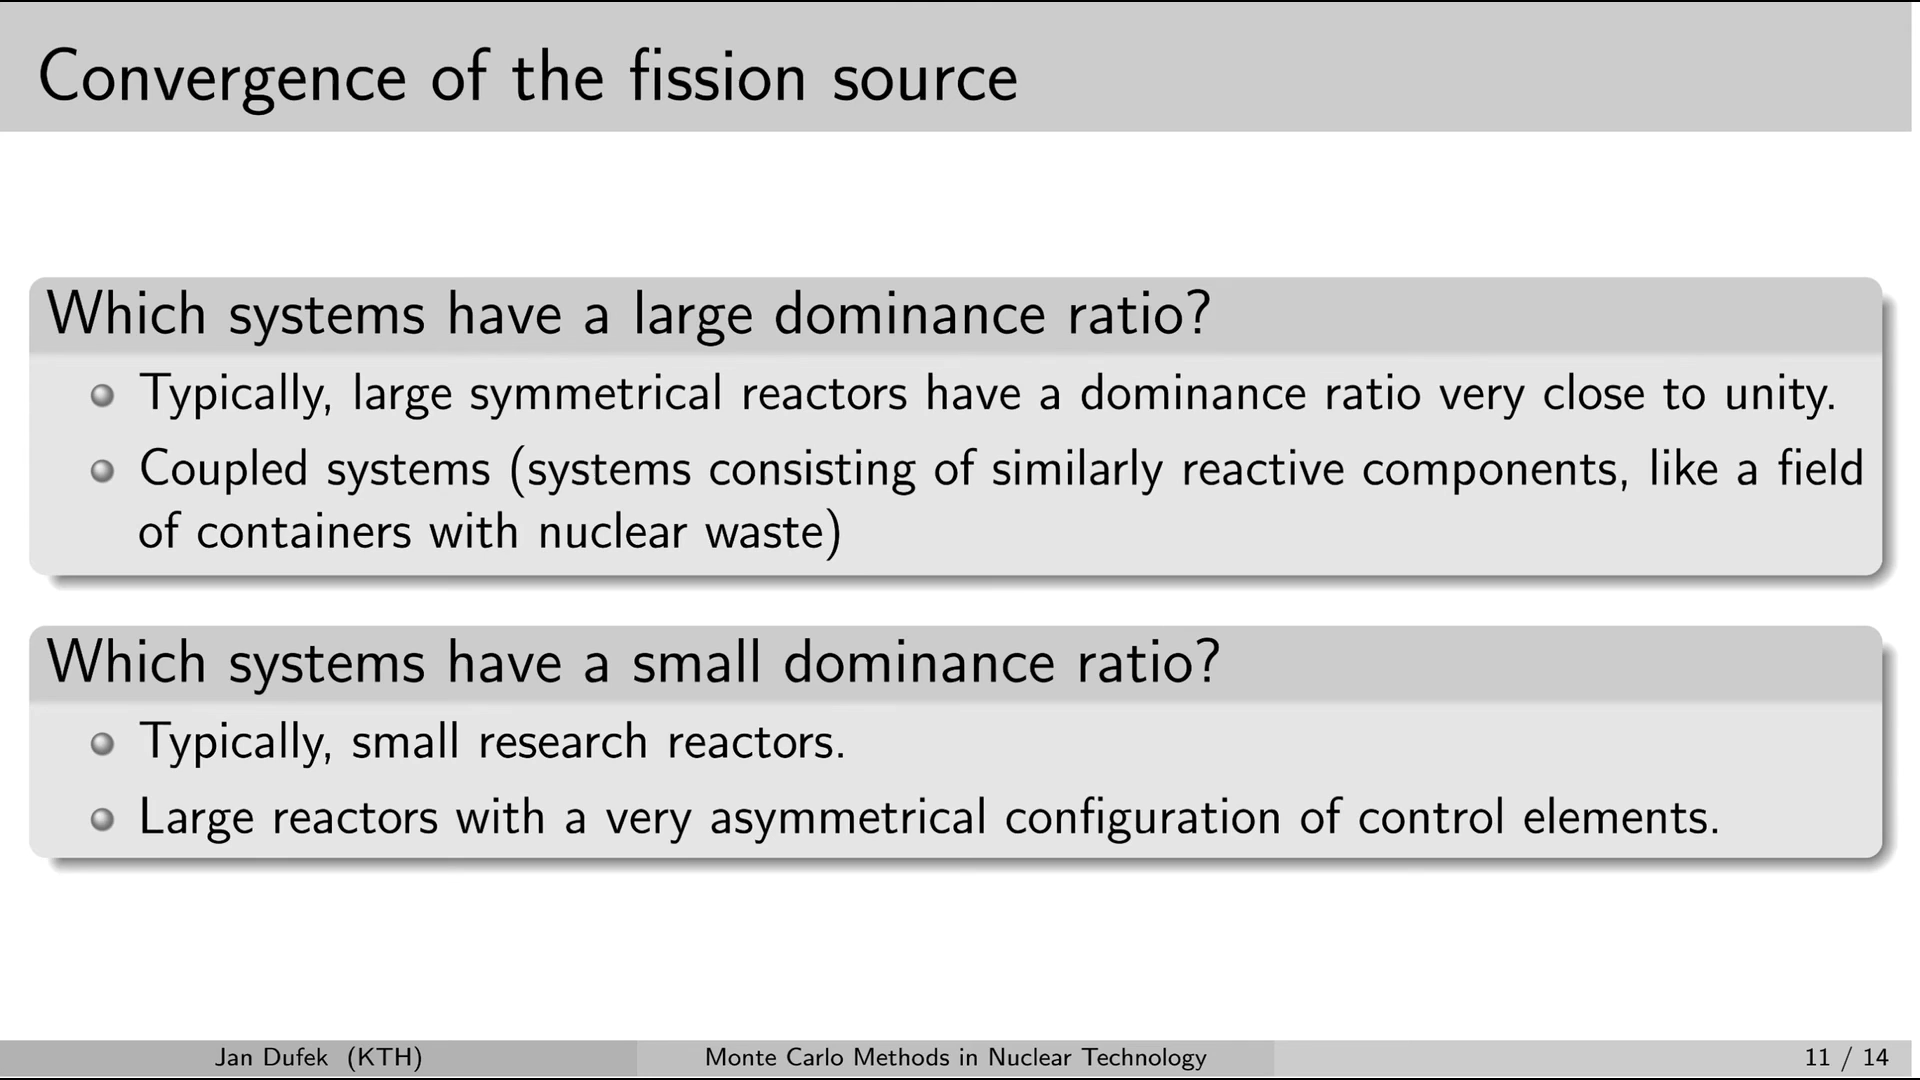 Convergence of the fission source
Which systems have a large dominance ratio?
Typically, large symmetrical reactors have a dominance ratio very close to unity.
Coupled systems (systems consisting of similarly reactive components, like a field
of containers with nuclear waste)
Which systems have a small dominance ratio?
Typically, small research reactors.
Large reactors with a very asymmetrical configuration of control elements.
Jan Dufek (KTH)
Monte Carlo Methods in Nuclear Technology
11 / 14